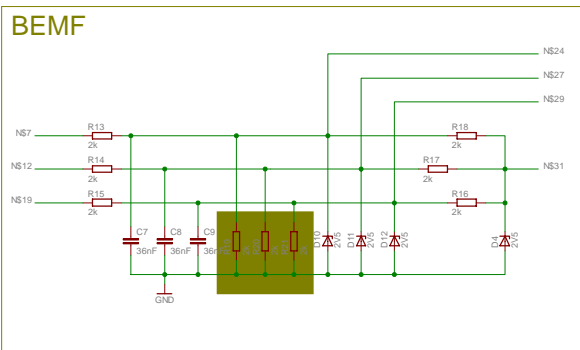 BEMF
N$24
N$27
N$29
N$7
R13
2k
R18
2k
N$12
R14
2k
R17
2k
N$31
N$19
R15
2k
R16
2k
C7
36nF
C8
36nF
C9
D10
2V5
D11
2V5
D12
2V5
D4
2V5
GND